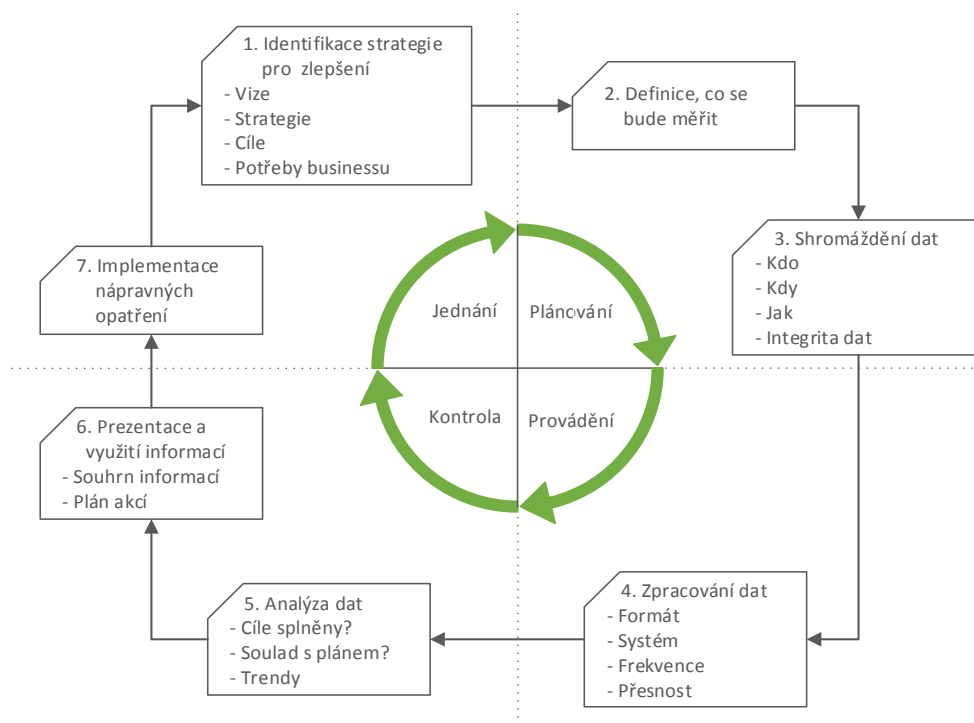 1. Identifikace strategie
pro zlepšení
- Vize
- Strategie
- Cíle
- Potřeby businessu
2. Definice, co se
bude měřit
3. Shromáždění dat
- Kdo
- Kdy
- Jak
- Integrita dat
4. Zpracování dat
- Formát
- Systém
- Frekvence
- Přesnost
5. Analýza dat
- Cíle splněny?
- Soulad s plánem?
- Trendy
6. Prezentace a
využití informací
- Souhrn informací
- Plán akcí
7. Implementace
nápravných
opatření
Jednání
Plánování
Kontrola
Provádění